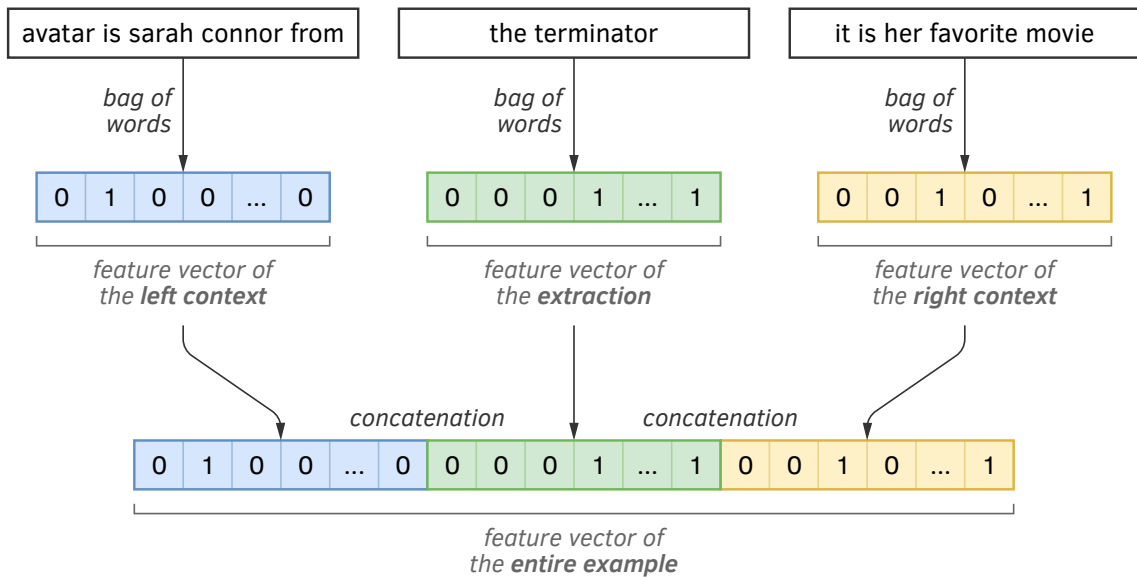 avatar is sarah connor from
the terminator
it is her favorite movie
bag of
words
bag of
words
bag of
words
0 1 0 0 ... 0
0 0 0 1 ... 1
0 0 1 0 ... 1
feature vector of
the left context
feature vector of
the extraction
feature vector of
the right context
concatenation
concatenation
0 1 0 0 ... 0 0 0 0 1 ... 1 0 0 1 0 ... 1
feature vector of
the entire example